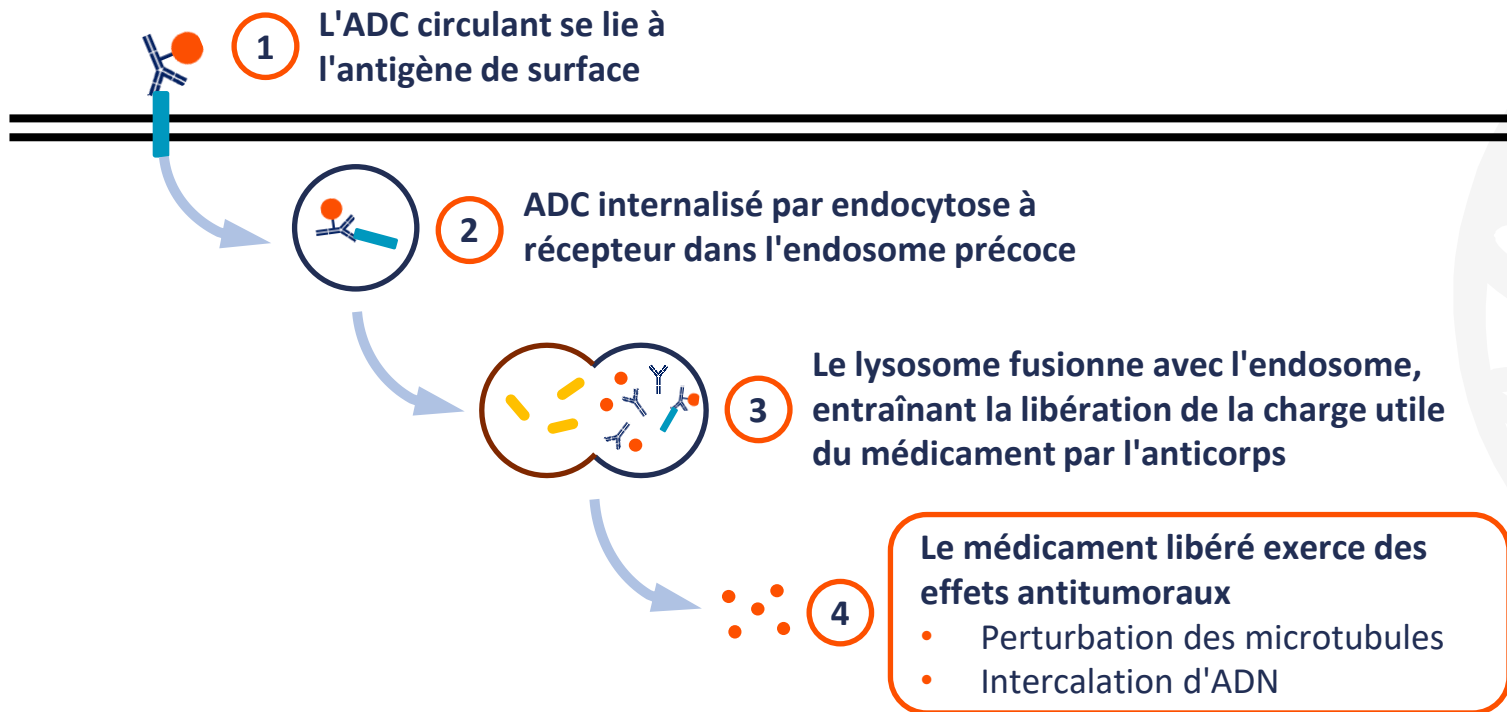 1
L'ADC circulant se lie à
l'antigène de surface
2
ADC internalisé par endocytose à
récepteur dans l'endosome précoce
3
Le lysosome fusionne avec l'endosome,
entraînant la libération de la charge utile
du médicament par l'anticorps
4
Le médicament libéré exerce des
effets antitumoraux
• Perturbation des microtubules
• Intercalation d'ADN